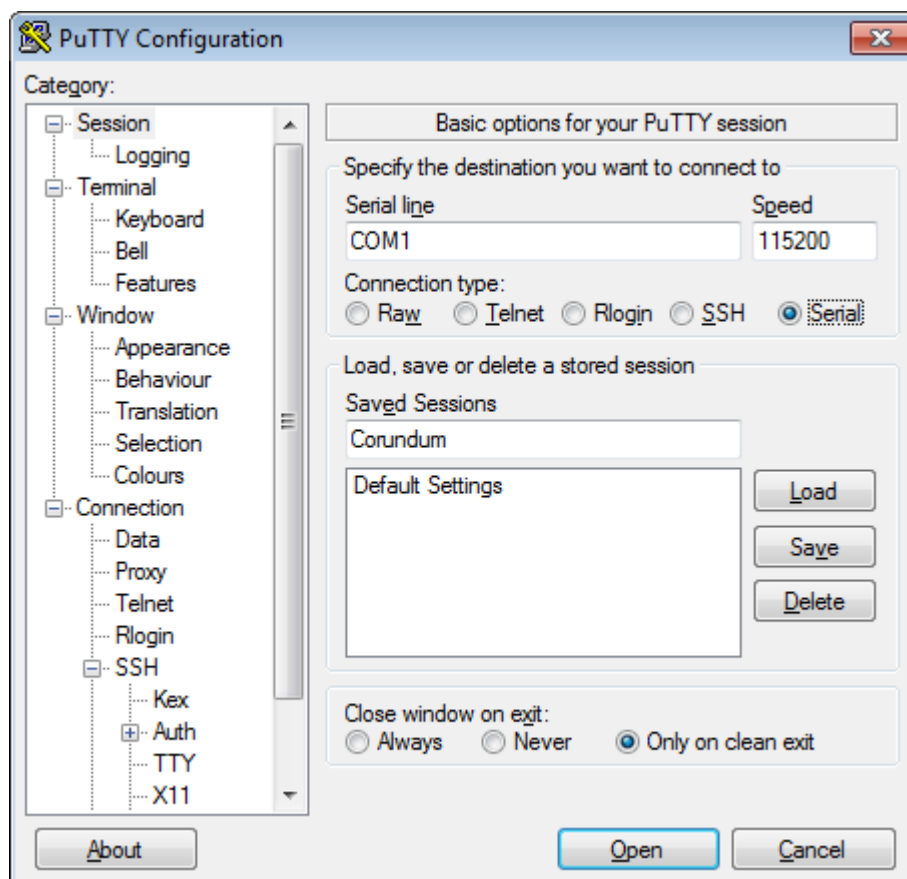 PuTTY Configuration
Category:
Session
Logging
Terminal
Keyboard
Bell
Features
Window
Appearance
Behaviour
Translation
Selection
Colours
Connection
Data
Proxy
Telnet
Rlogin
SSH
Kex
Auth
TTY
X11
Basic options for your PuTTY session
Specify the destination you want to connect to
Serial line Speed
COM1 115200
Connection type:
Raw Telnet Rlogin SSH Serial
Load, save or delete a stored session
Saved Sessions
Corundum
Default Settings
Load
Save
Delete
Close window on exit:
Always Never Only on clean exit
About Open Cancel